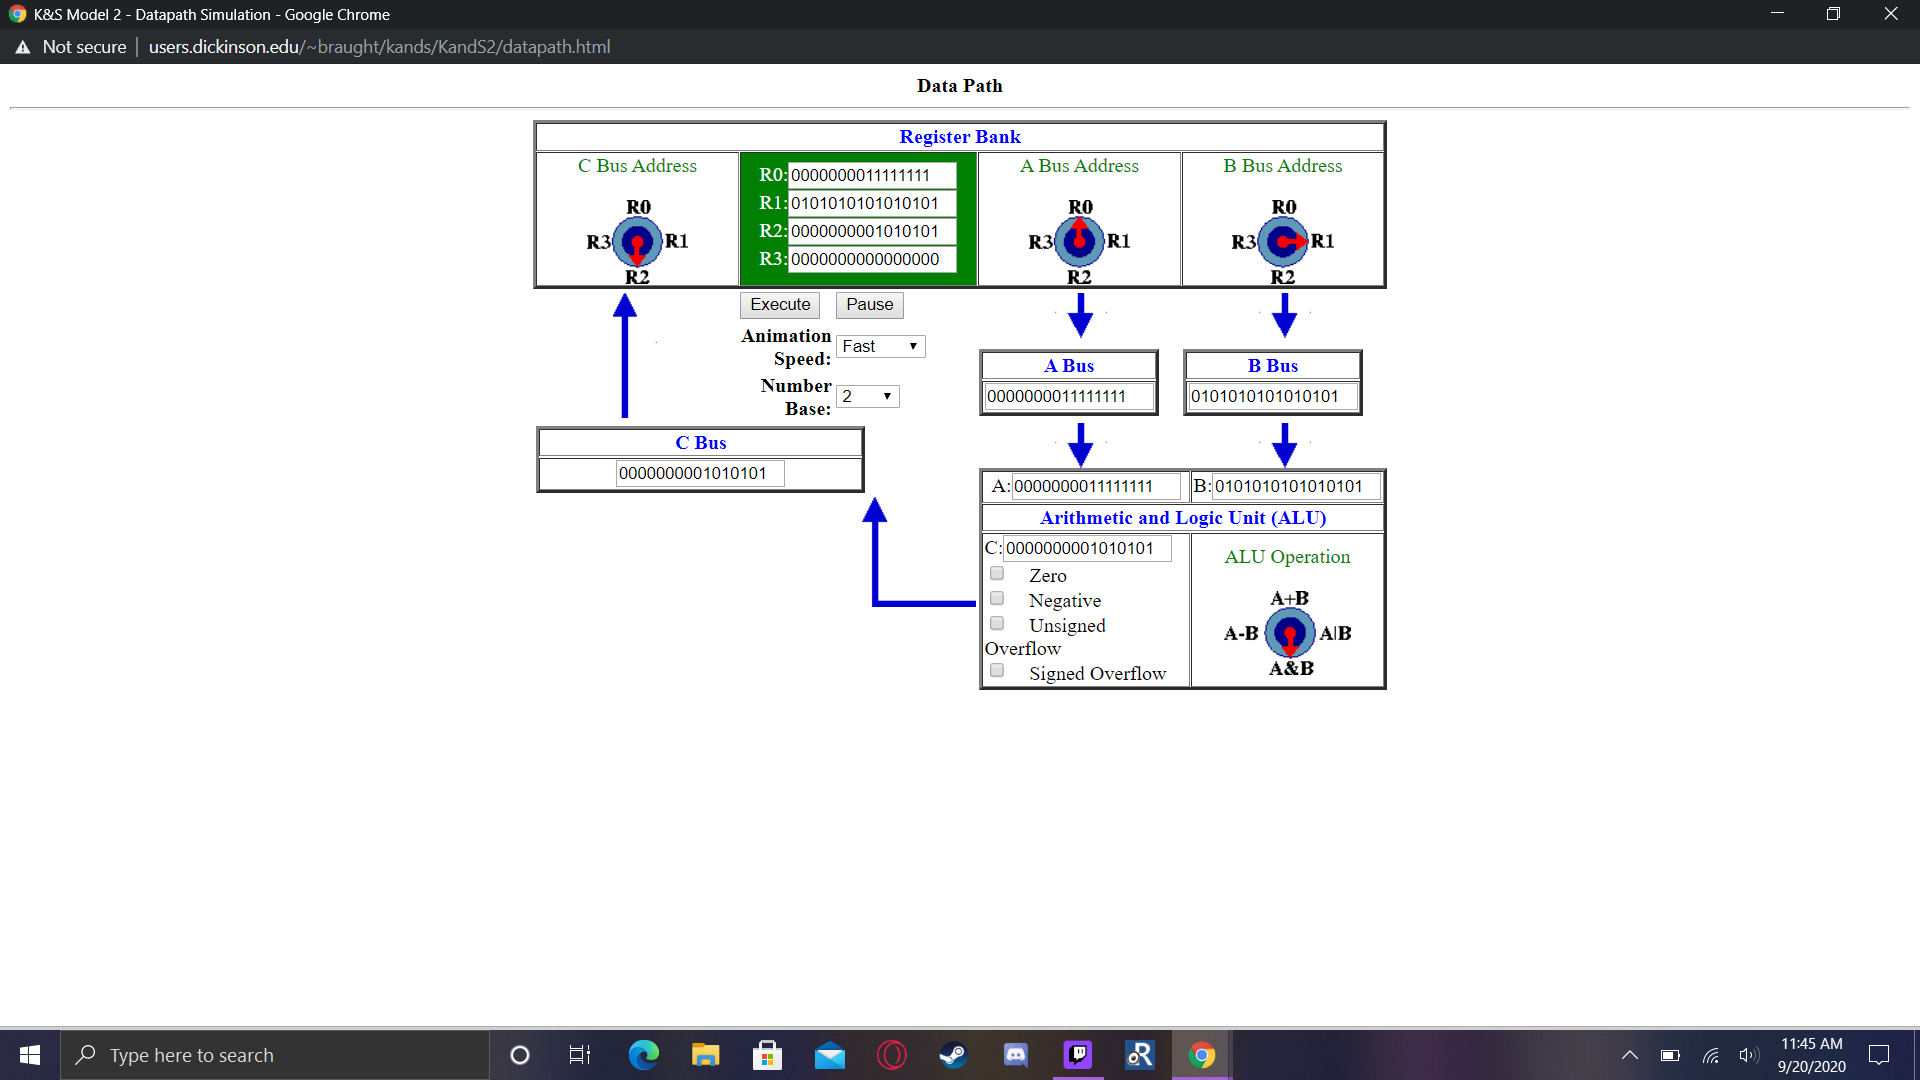 K&S Model 2 - Datapath Simulation - Google Chrome
Not secure | users.dickinson.edu/~braught/kands/KandS2/datapath.html
Data Path
Register Bank
C Bus Address
R0
R3 R1
R2
R0: 0000000011111111
R1: 0101010101010101
R2: 0000000001010101
R3: 0000000000000000
A Bus Address
R0
R3 R1
R2
B Bus Address
R0
R3 R1
R2
Execute Pause
Animation Speed: Fast
Number Base: 2
A Bus
0000000011111111
B Bus
0101010101010101
C Bus
0000000001010101
A: 0000000011111111 B: 0101010101010101
Arithmetic and Logic Unit (ALU)
C: 0000000001010101
Zero
Negative
Unsigned
Overflow
Signed Overflow
ALU Operation
A+B
A-B A|B
A&B
Type here to search
11:45 AM
9/20/2020